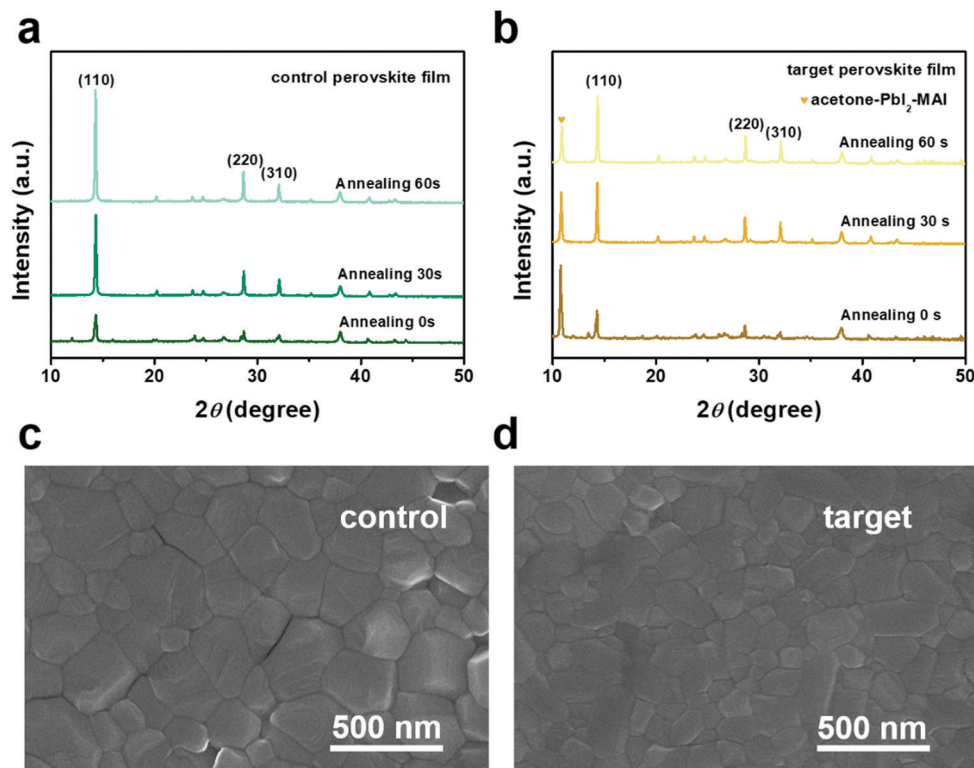 a
control perovskite film
(110)
(220)
(310)
Annealing 60s
Annealing 30s
Annealing 0s
Intensity (a.u.)
10 20 30 40 50
2θ (degree)
b
target perovskite film
♥ acetone-PbI₂-MAI
(110)
(220)
(310)
Annealing 60 s
Annealing 30 s
Annealing 0 s
Intensity (a.u.)
10 20 30 40 50
2θ (degree)
c
control
500 nm
d
target
500 nm